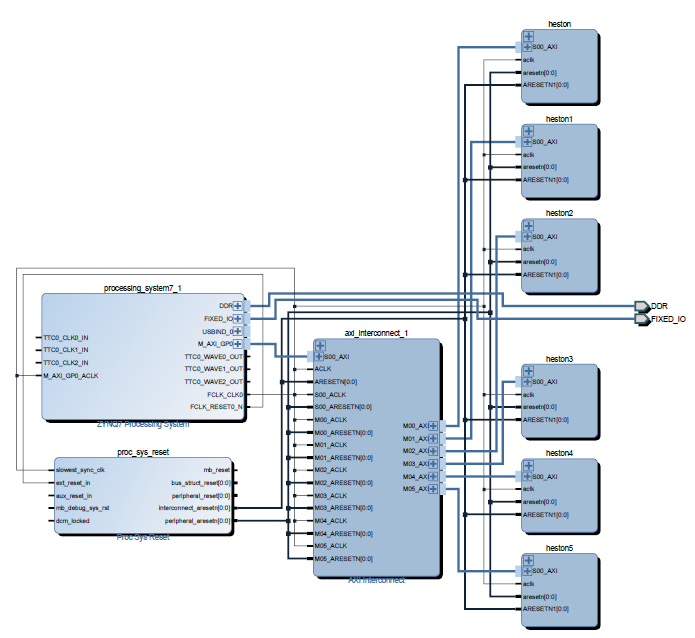 heston
S00_AXI
aclk
aresetn[0:0]
ARESETN1[0:0]
heston1
S00_AXI
aclk
aresetn[0:0]
ARESETN1[0:0]
heston2
S00_AXI
aclk
aresetn[0:0]
ARESETN1[0:0]
processing_system7_1
DDR
FIXED_IO
USBIND_0
M_AXI_GP0
TTC0_WAVE0_OUT
TTC0_WAVE1_OUT
TTC0_WAVE2_OUT
FCLK_CLK0
FCLK_RESET0_N
TTC0_CLK0_IN
TTC0_CLK1_IN
TTC0_CLK2_IN
M_AXI_GP0_ACLK
ZYNQ7 Processing System
DDR
FIXED_IO
axi_interconnect_1
S00_AXI
ACLK
ARESETN[0:0]
S00_ACLK
S00_ARESETN[0:0]
M00_ACLK
M00_ARESETN[0:0]
M01_ACLK
M01_ARESETN[0:0]
M02_ACLK
M02_ARESETN[0:0]
M03_ACLK
M03_ARESETN[0:0]
M04_ACLK
M04_ARESETN[0:0]
M05_ACLK
M05_ARESETN[0:0]
M00_AXI
M01_AXI
M02_AXI
M03_AXI
M04_AXI
M05_AXI
AXI Interconnect
proc_sys_reset
slowest_sync_clk
ext_reset_in
aux_reset_in
mb_debug_sys_rst
dcm_locked
mb_reset
bus_struct_reset[0:0]
peripheral_reset[0:0]
interconnect_aresetn[0:0]
peripheral_aresetn[0:0]
Proc Sys Reset
heston3
S00_AXI
aclk
aresetn[0:0]
ARESETN1[0:0]
heston4
S00_AXI
aclk
aresetn[0:0]
ARESETN1[0:0]
heston5
S00_AXI
aclk
aresetn[0:0]
ARESETN1[0:0]